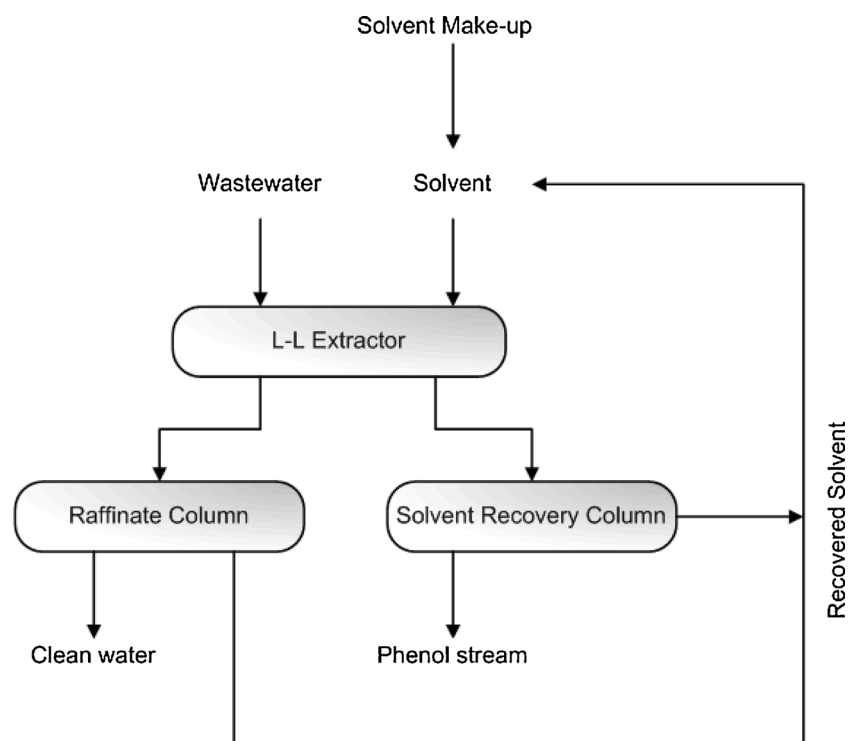 Solvent Make-up
Wastewater
Solvent
L-L Extractor
Raffinate Column
Solvent Recovery Column
Recovered Solvent
Clean water
Phenol stream